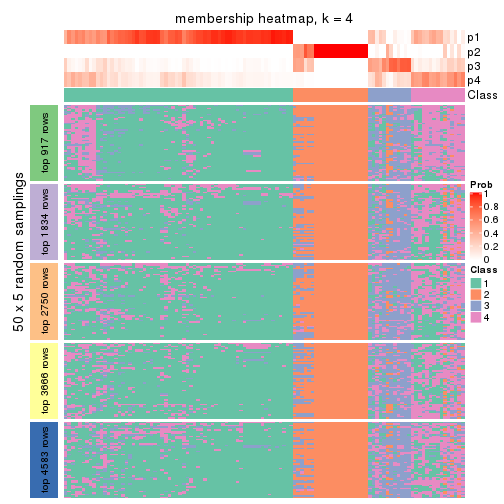 membership heatmap, k = 4
p1
p2
p3
p4
Class
50 x 5 random samplings
top 917 rows
top 1834 rows
top 2750 rows
top 3666 rows
top 4583 rows
Prob
1
0.8
0.6
0.4
0.2
0
Class
1
2
3
4